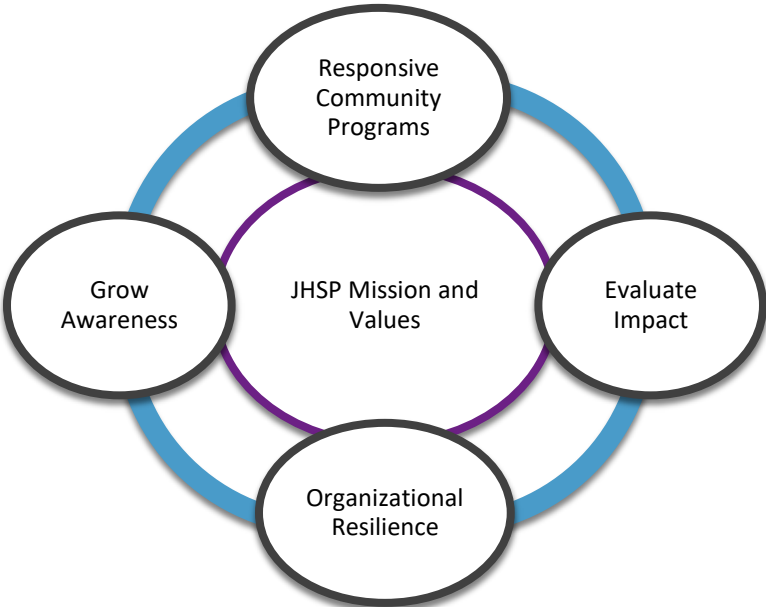 Responsive
Community
Programs
Grow
Awareness
JHSP Mission and
Values
Evaluate
Impact
Organizational
Resilience